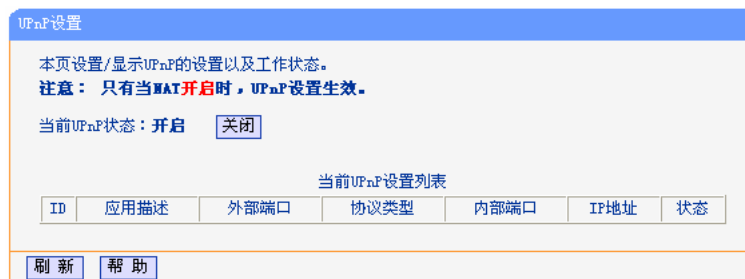 UPnP设置
本页设置/显示UPnP的设置以及工作状态。
注意： 只有当NAT开启时，UPnP设置生效。
当前UPnP状态：开启 关闭
当前UPnP设置列表
ID 应用描述 外部端口 协议类型 内部端口 IP地址 状态
刷 新 帮 助